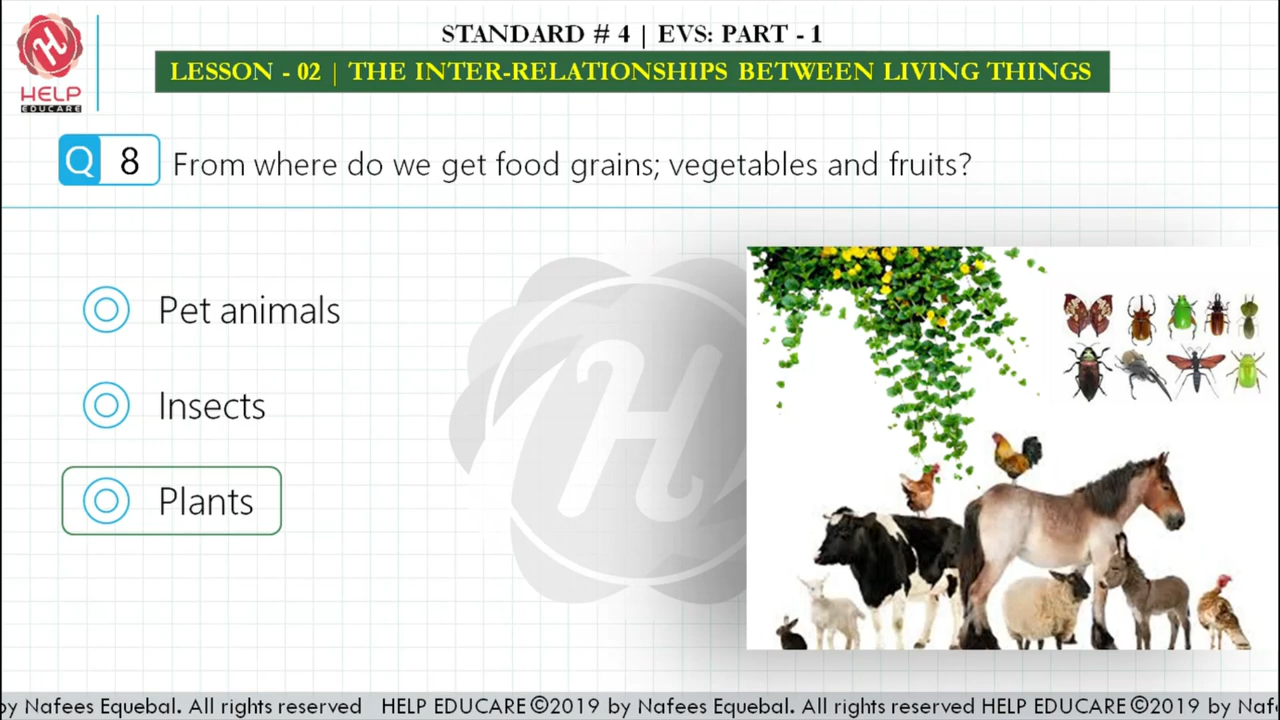 STANDARD # 4 | EVS: PART - 1
LESSON - 02 | THE INTER-RELATIONSHIPS BETWEEN LIVING THINGS
H
HELP
EDUCARE
Q 8 From where do we get food grains; vegetables and fruits?
Pet animals
Insects
Plants
H
by Nafees Equebal. All rights reserved HELP EDUCARE ©2019 by Nafees Equebal. All rights reserved HELP EDUCARE ©2019 by Naf